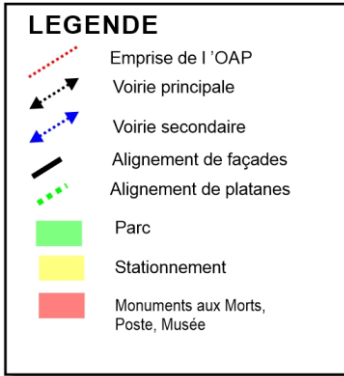 LEGENDE
Emprise de l 'OAP
Voirie principale
Voirie secondaire
Alignement de façades
Alignement de platanes
Parc
Stationnement
Monuments aux Morts,
Poste, Musée